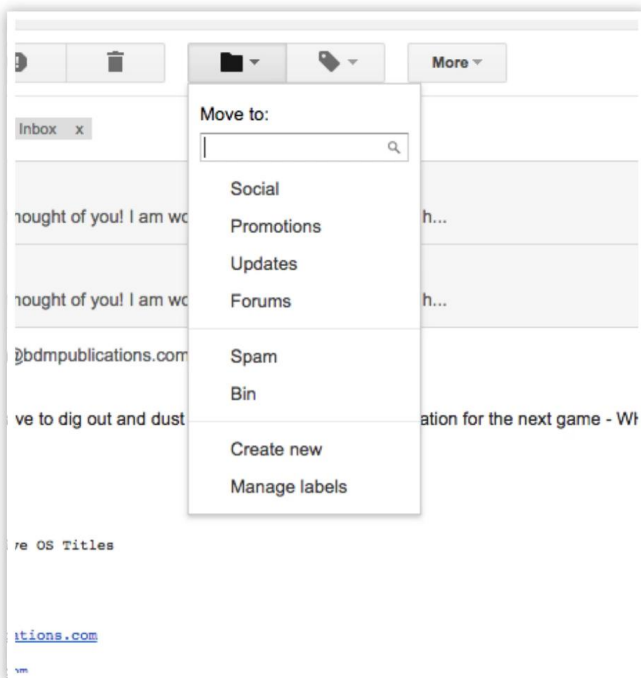 More
Move to:
Inbox x
Social
hought of you! I am wo h...
Promotions
Updates
hought of you! I am wo h...
Forums
@bdmpublications.com
Spam
Bin
ve to dig out and dust ation for the next game - Wh
Create new
Manage labels
ve OS Titles
ations.com
om